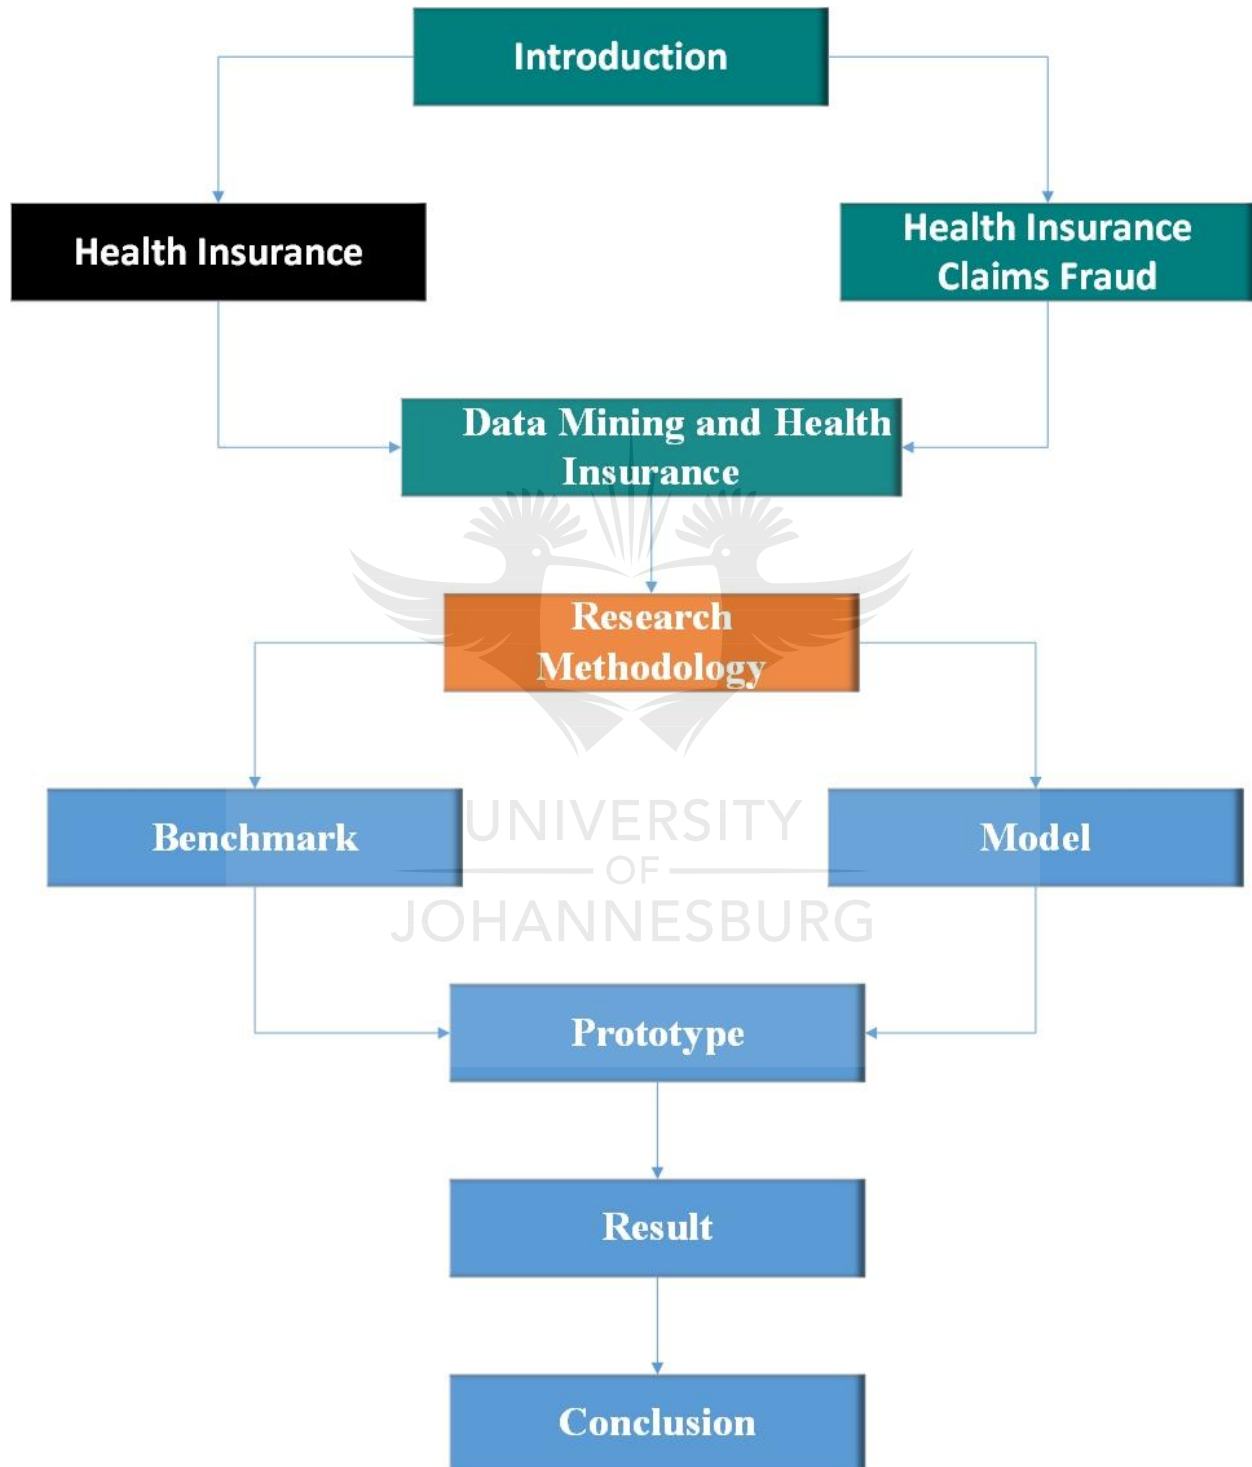 Introduction
Health Insurance
Health Insurance
Claims Fraud
Data Mining and Health
Insurance
Research
Methodology
Benchmark
Model
UNIVERSITY
OF
JOHANNESBURG
Prototype
Result
Conclusion